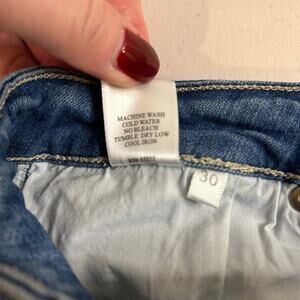 MACHINE WASH
COLD WATER
NO BLEACH
TUMBLE DRY LOW
COOL IRON
30